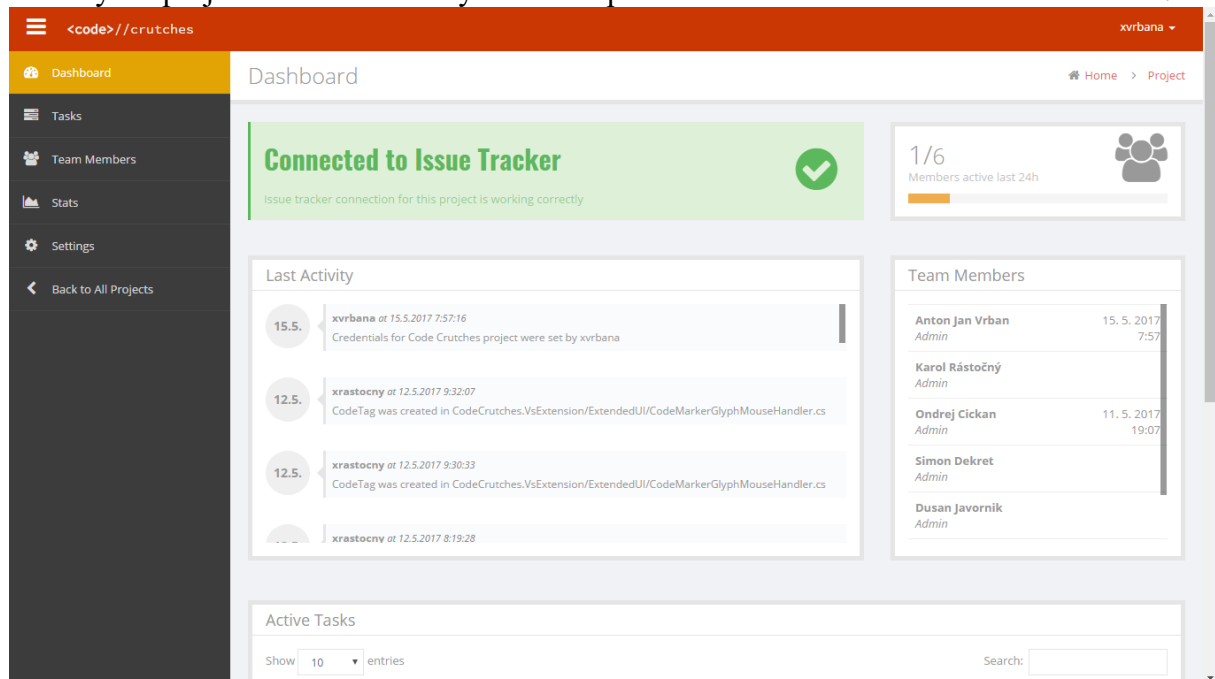 <code>//crutches
xvrbana
Dashboard
Tasks
Team Members
Stats
Settings
Back to All Projects
Dashboard
Home > Project
Connected to Issue Tracker
Issue tracker connection for this project is working correctly
1/6
Members active last 24h
Last Activity
15.5.
xvrbana at 15.5.2017 7:57:16
Credentials for Code Crutches project were set by xvrbana
12.5.
xrastocny at 12.5.2017 9:32:07
CodeTag was created in CodeCrutches.VsExtension/ExtendedUI/CodeMarkerGlyphMouseHandler.cs
12.5.
xrastocny at 12.5.2017 9:30:33
CodeTag was created in CodeCrutches.VsExtension/ExtendedUI/CodeMarkerGlyphMouseHandler.cs
xrastocny at 12.5.2017 8:19:28
Team Members
Anton Jan Vrban 15. 5. 2017
Admin 7:57
Karol Rástočný
Admin
Ondrej Cickan 11. 5. 2017
Admin 19:07
Simon Dekret
Admin
Dusan Javornik
Admin
Active Tasks
Show 10 entries
Search: